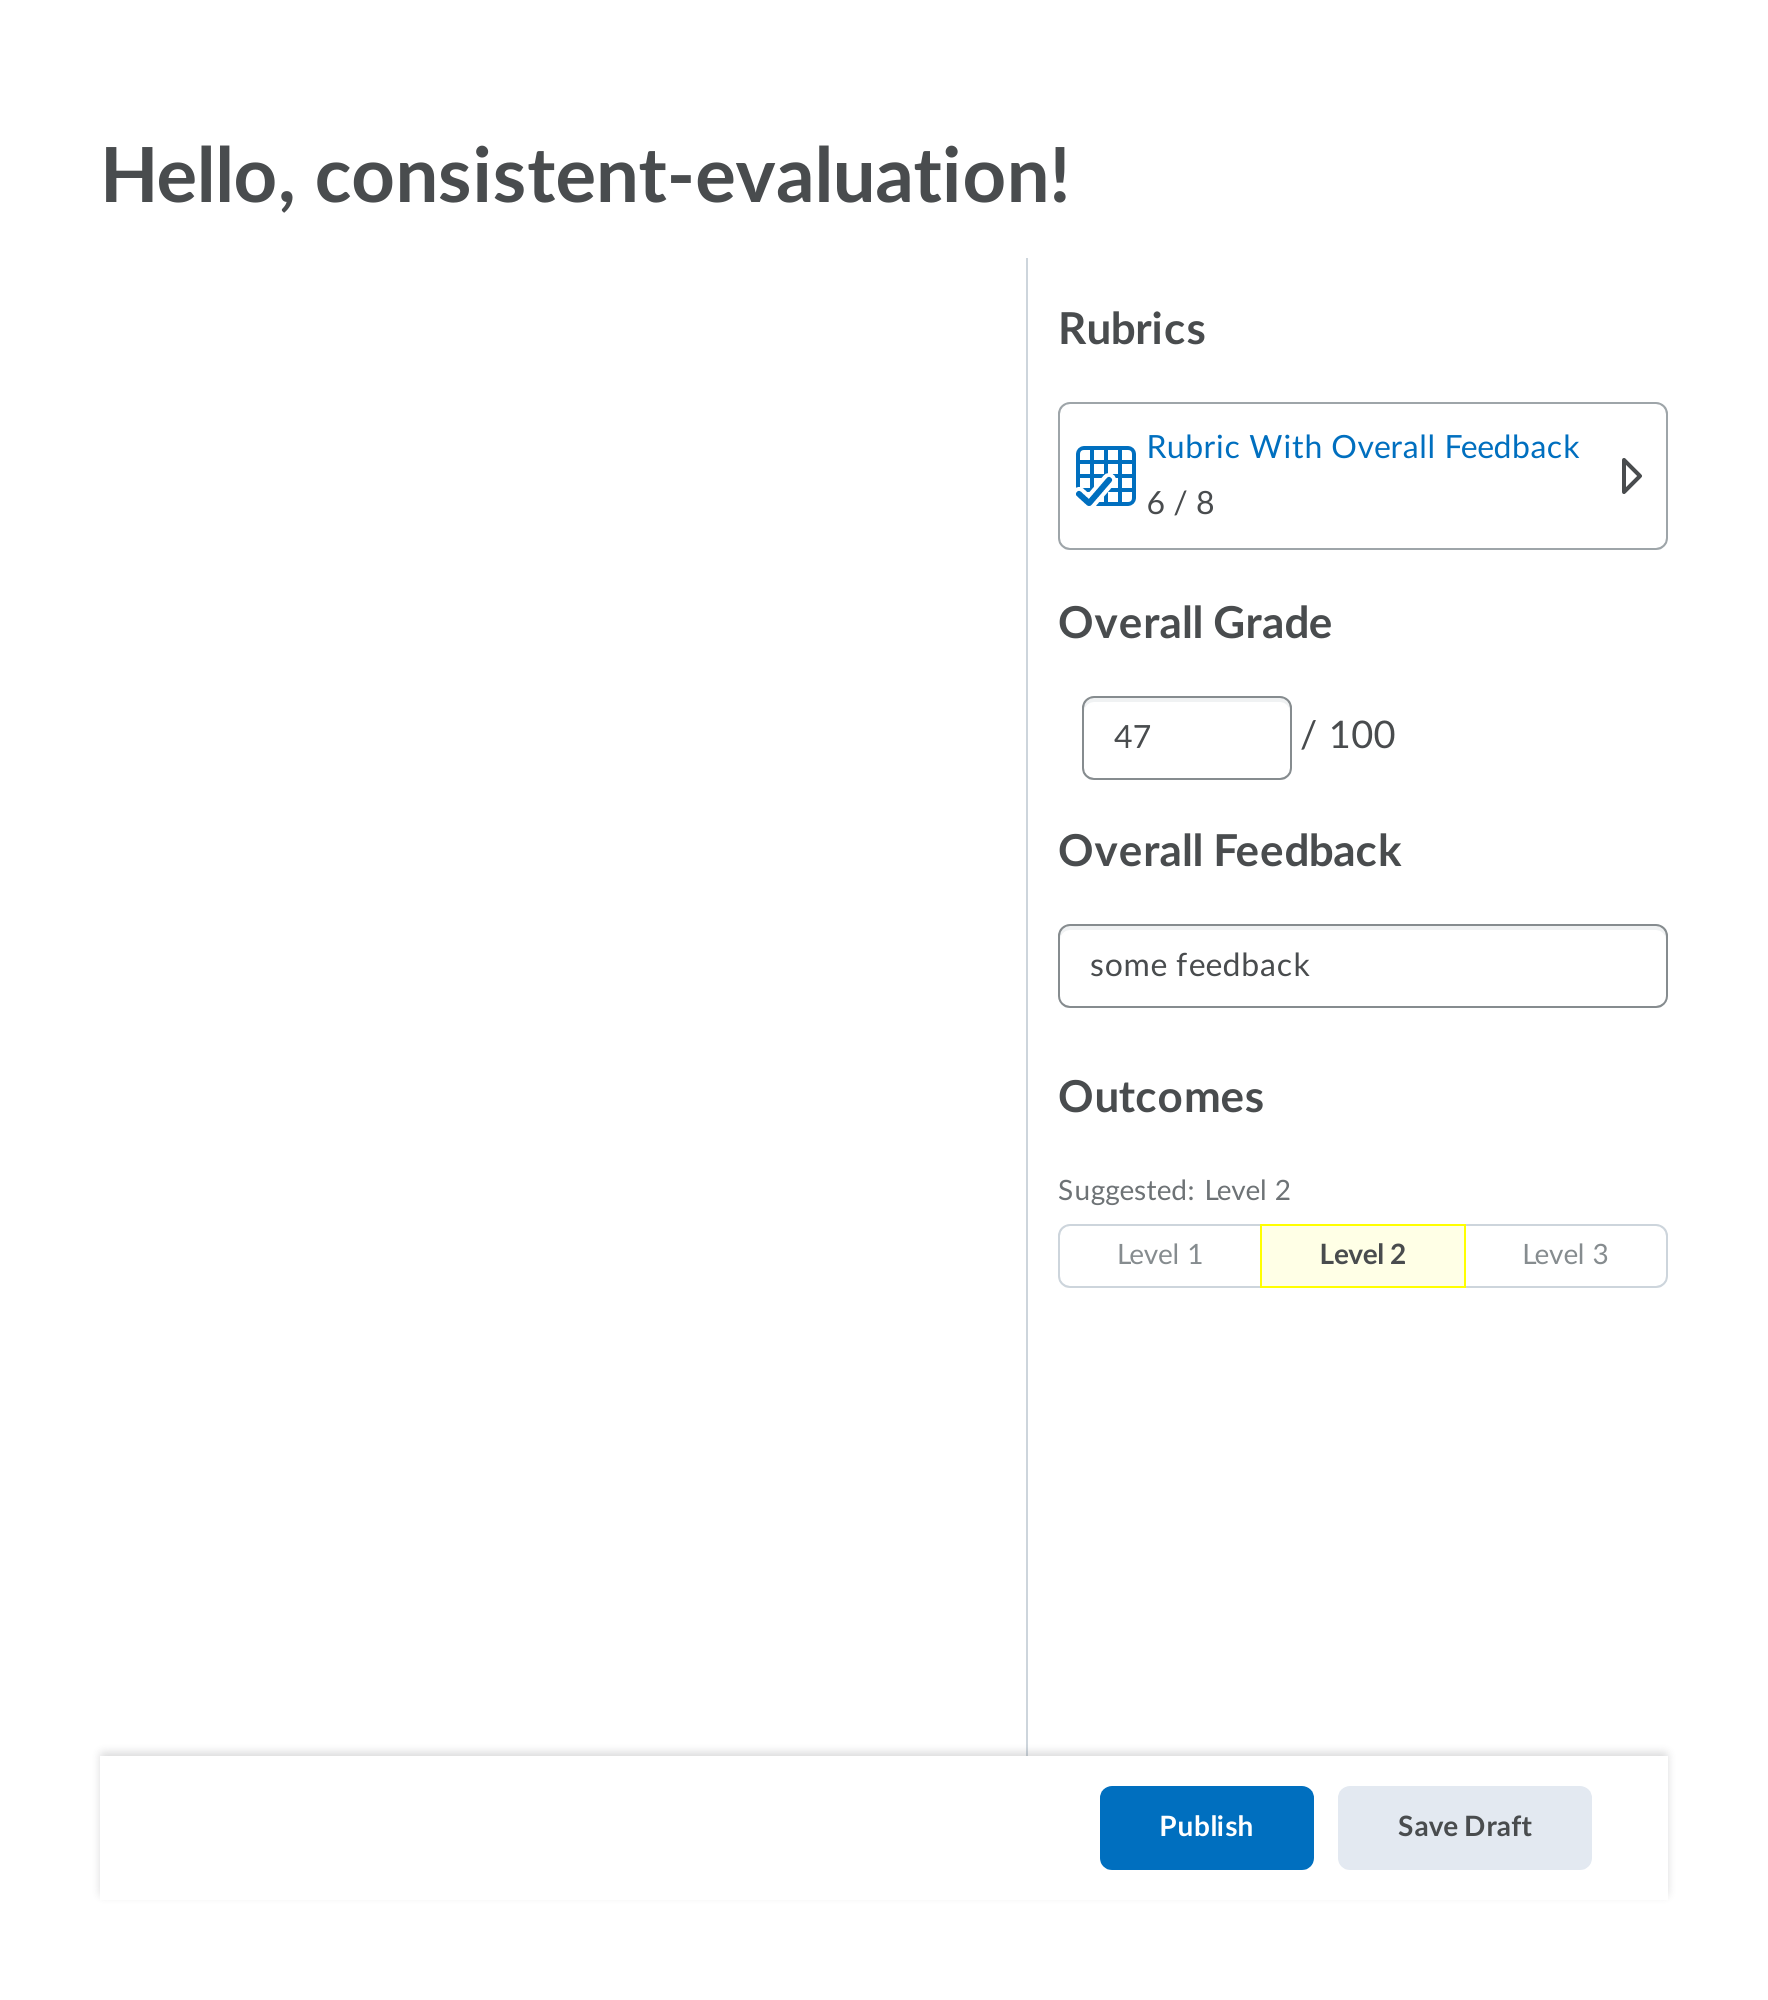 Hello, consistent-evaluation!
Rubrics
Rubric With Overall Feedback
6 / 8
Overall Grade
47 / 100
Overall Feedback
some feedback
Outcomes
Suggested: Level 2
Level 1 Level 2 Level 3
Publish Save Draft